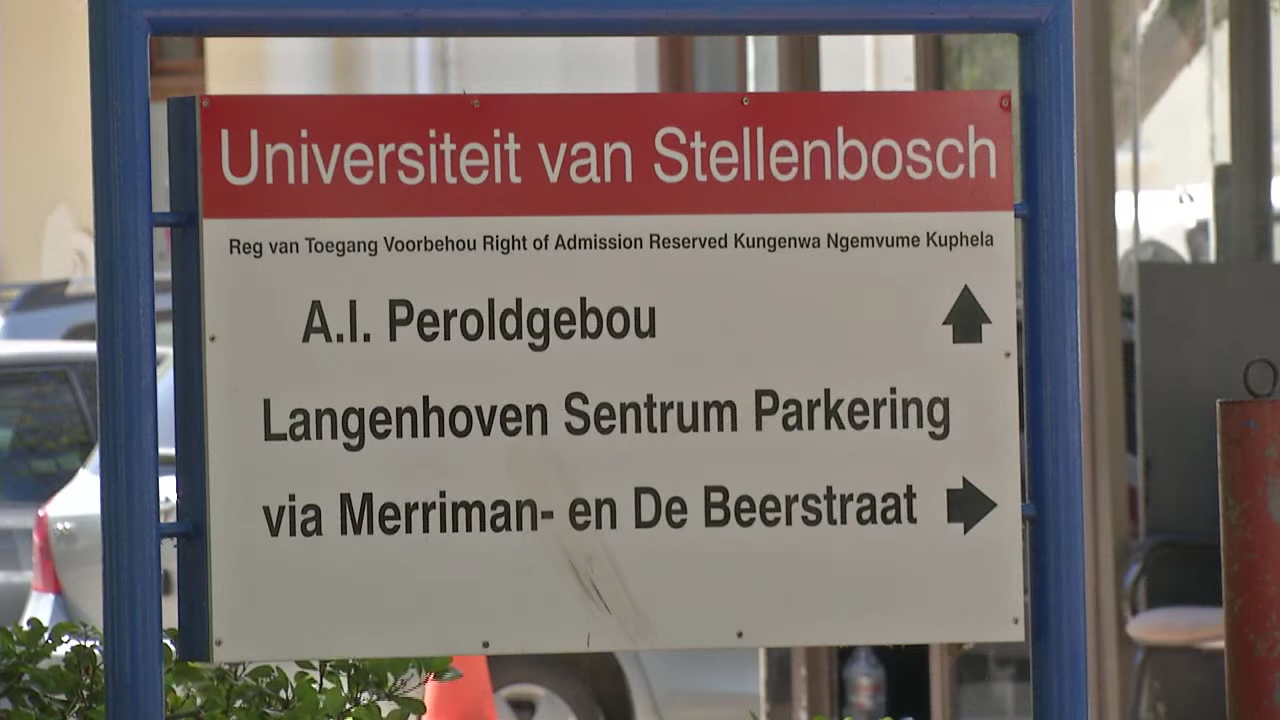 Universiteit van Stellenbosch
Reg van Toegang Voorbehou Right of Admission Reserved Kungenwa Ngemvume Kuphela
A.I. Peroldgebou
Langenhoven Sentrum Parkering
via Merriman- en De Beerstraat